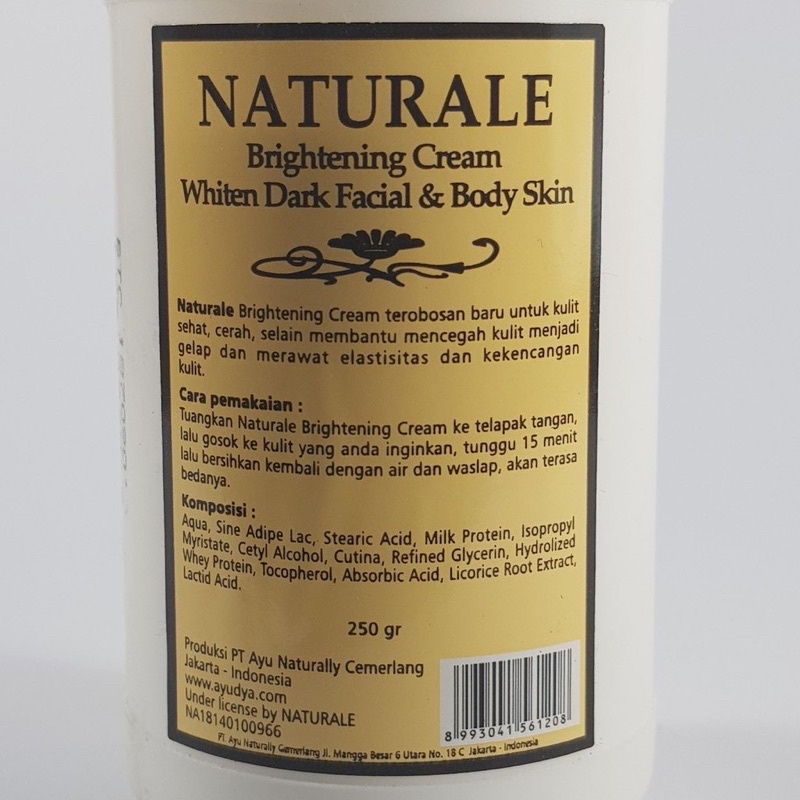 NATURALE
Brightening Cream
Whiten Dark Facial & Body Skin
Naturale Brightening Cream terobosan baru untuk kulit
sehat, cerah, selain membantu mencegah kulit menjadi
gelap dan merawat elastisitas dan kekencangan
kulit.
Cara pemakaian :
Tuangkan Naturale Brightening Cream ke telapak tangan,
lalu gosok ke kulit yang anda inginkan, tunggu 15 menit
lalu bersihkan kembali dengan air dan waslap, akan terasa
bedanya.
Komposisi :
Aqua, Sine Adipe Lac, Stearic Acid, Milk Protein, Isopropyl
Myristate, Cetyl Alcohol, Cutina, Refined Glycerin, Hydrolized
Whey Protein, Tocopherol, Absorbic Acid, Licorice Root Extract,
Lactid Acid.
250 gr
Produksi PT Ayu Naturally Cemerlang
Jakarta - Indonesia
www.ayudya.com
Under license by NATURALE
NA18140100966
8 993041 561208
PT. Ayu Naturally Gemerlang Jl. Mangga Besar 6 Utara No. 18 C Jakarta - Indonesia